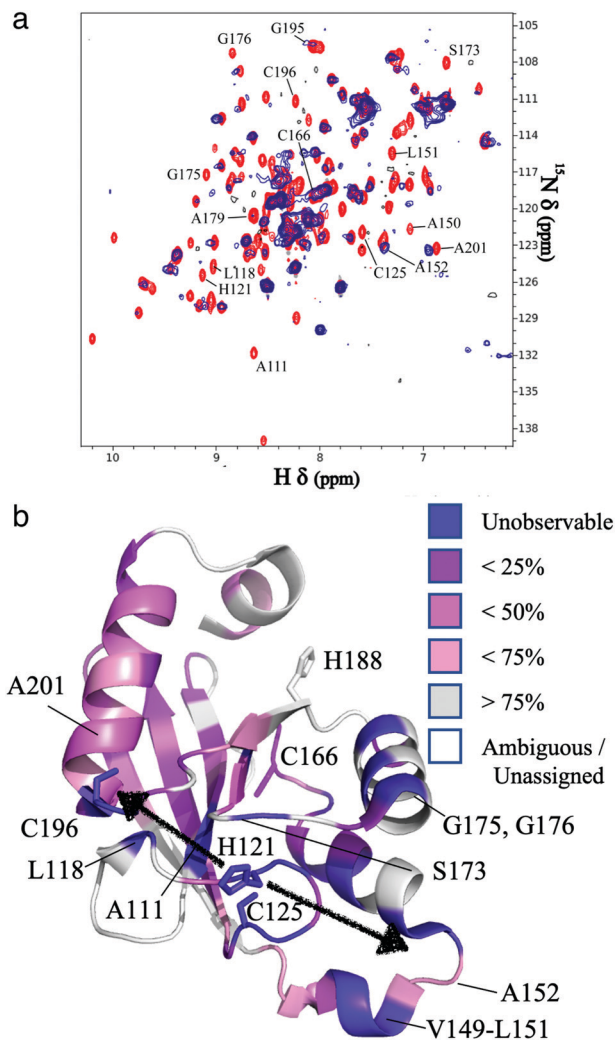 a
105
G176
G195
S173
108
C196
111
C166
114
L151
G175
117
A179
120
A150
A201
123
L118
C125
A152
H121
126
129
A111
132
135
138
10
9
8
7
H δ (ppm)
¹⁵N δ (ppm)
b
Unobservable
< 25%
< 50%
< 75%
> 75%
Ambiguous /
Unassigned
H188
A201
C166
C196
G175, G176
L118
H121
S173
A111
C125
A152
V149-L151